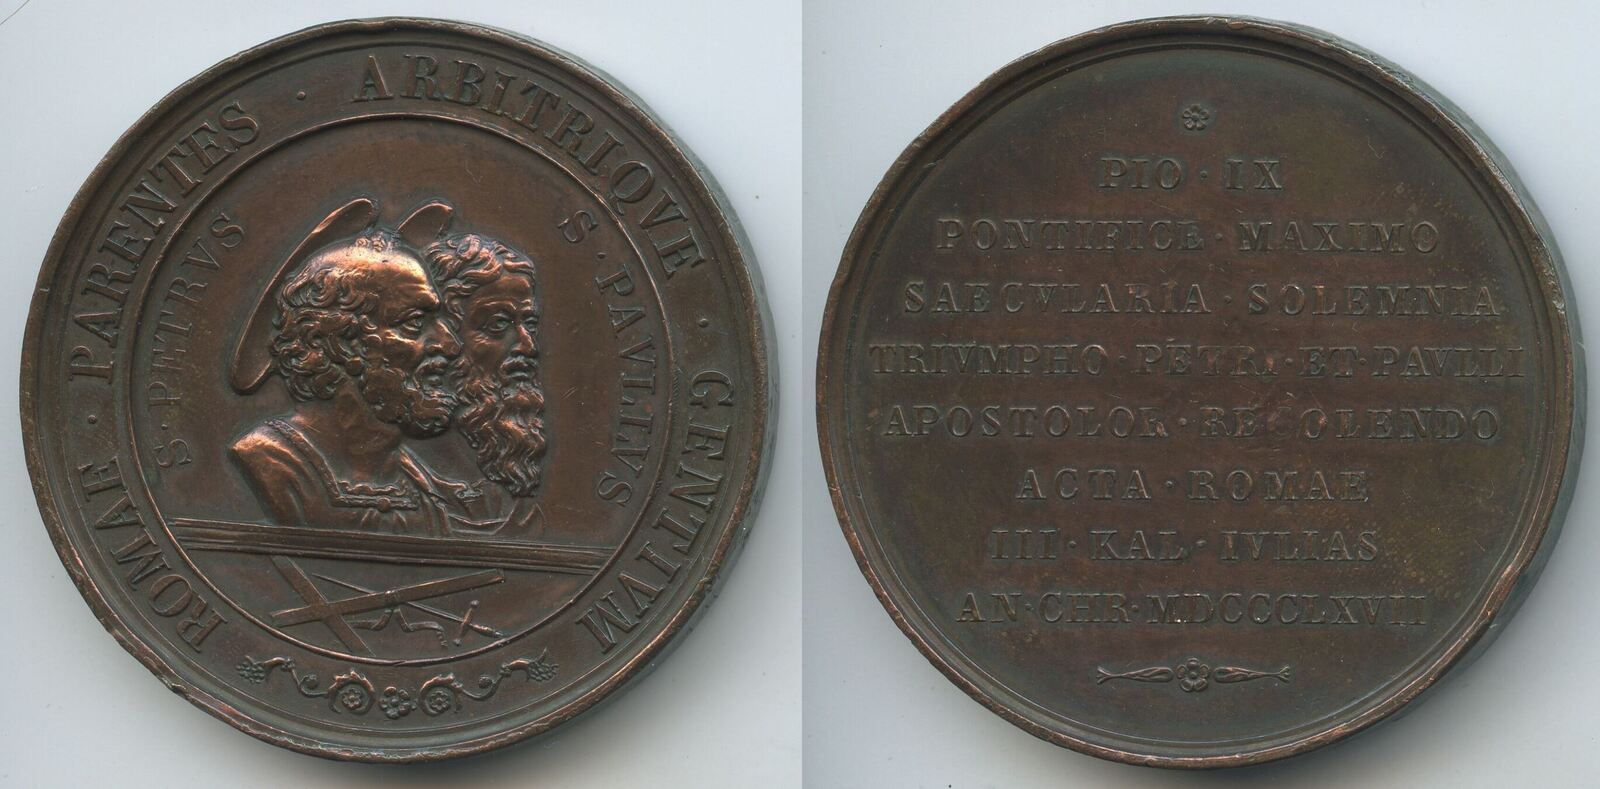 ROMAE · PARENTES · ARBITRIQVE · GENTIVM
S · PETRVS
S · PAVLLVS
PIO · IX
PONTIFICE · MAXIMO
SAECVLARIA · SOLEMNIA
TRIVMPHO · PETRI · ET · PAVLLI
APOSTOLOR · RECOLENDO
ACTA · ROMAE
III · KAL · IVLIAS
AN · CHR · MDCCCLXVII